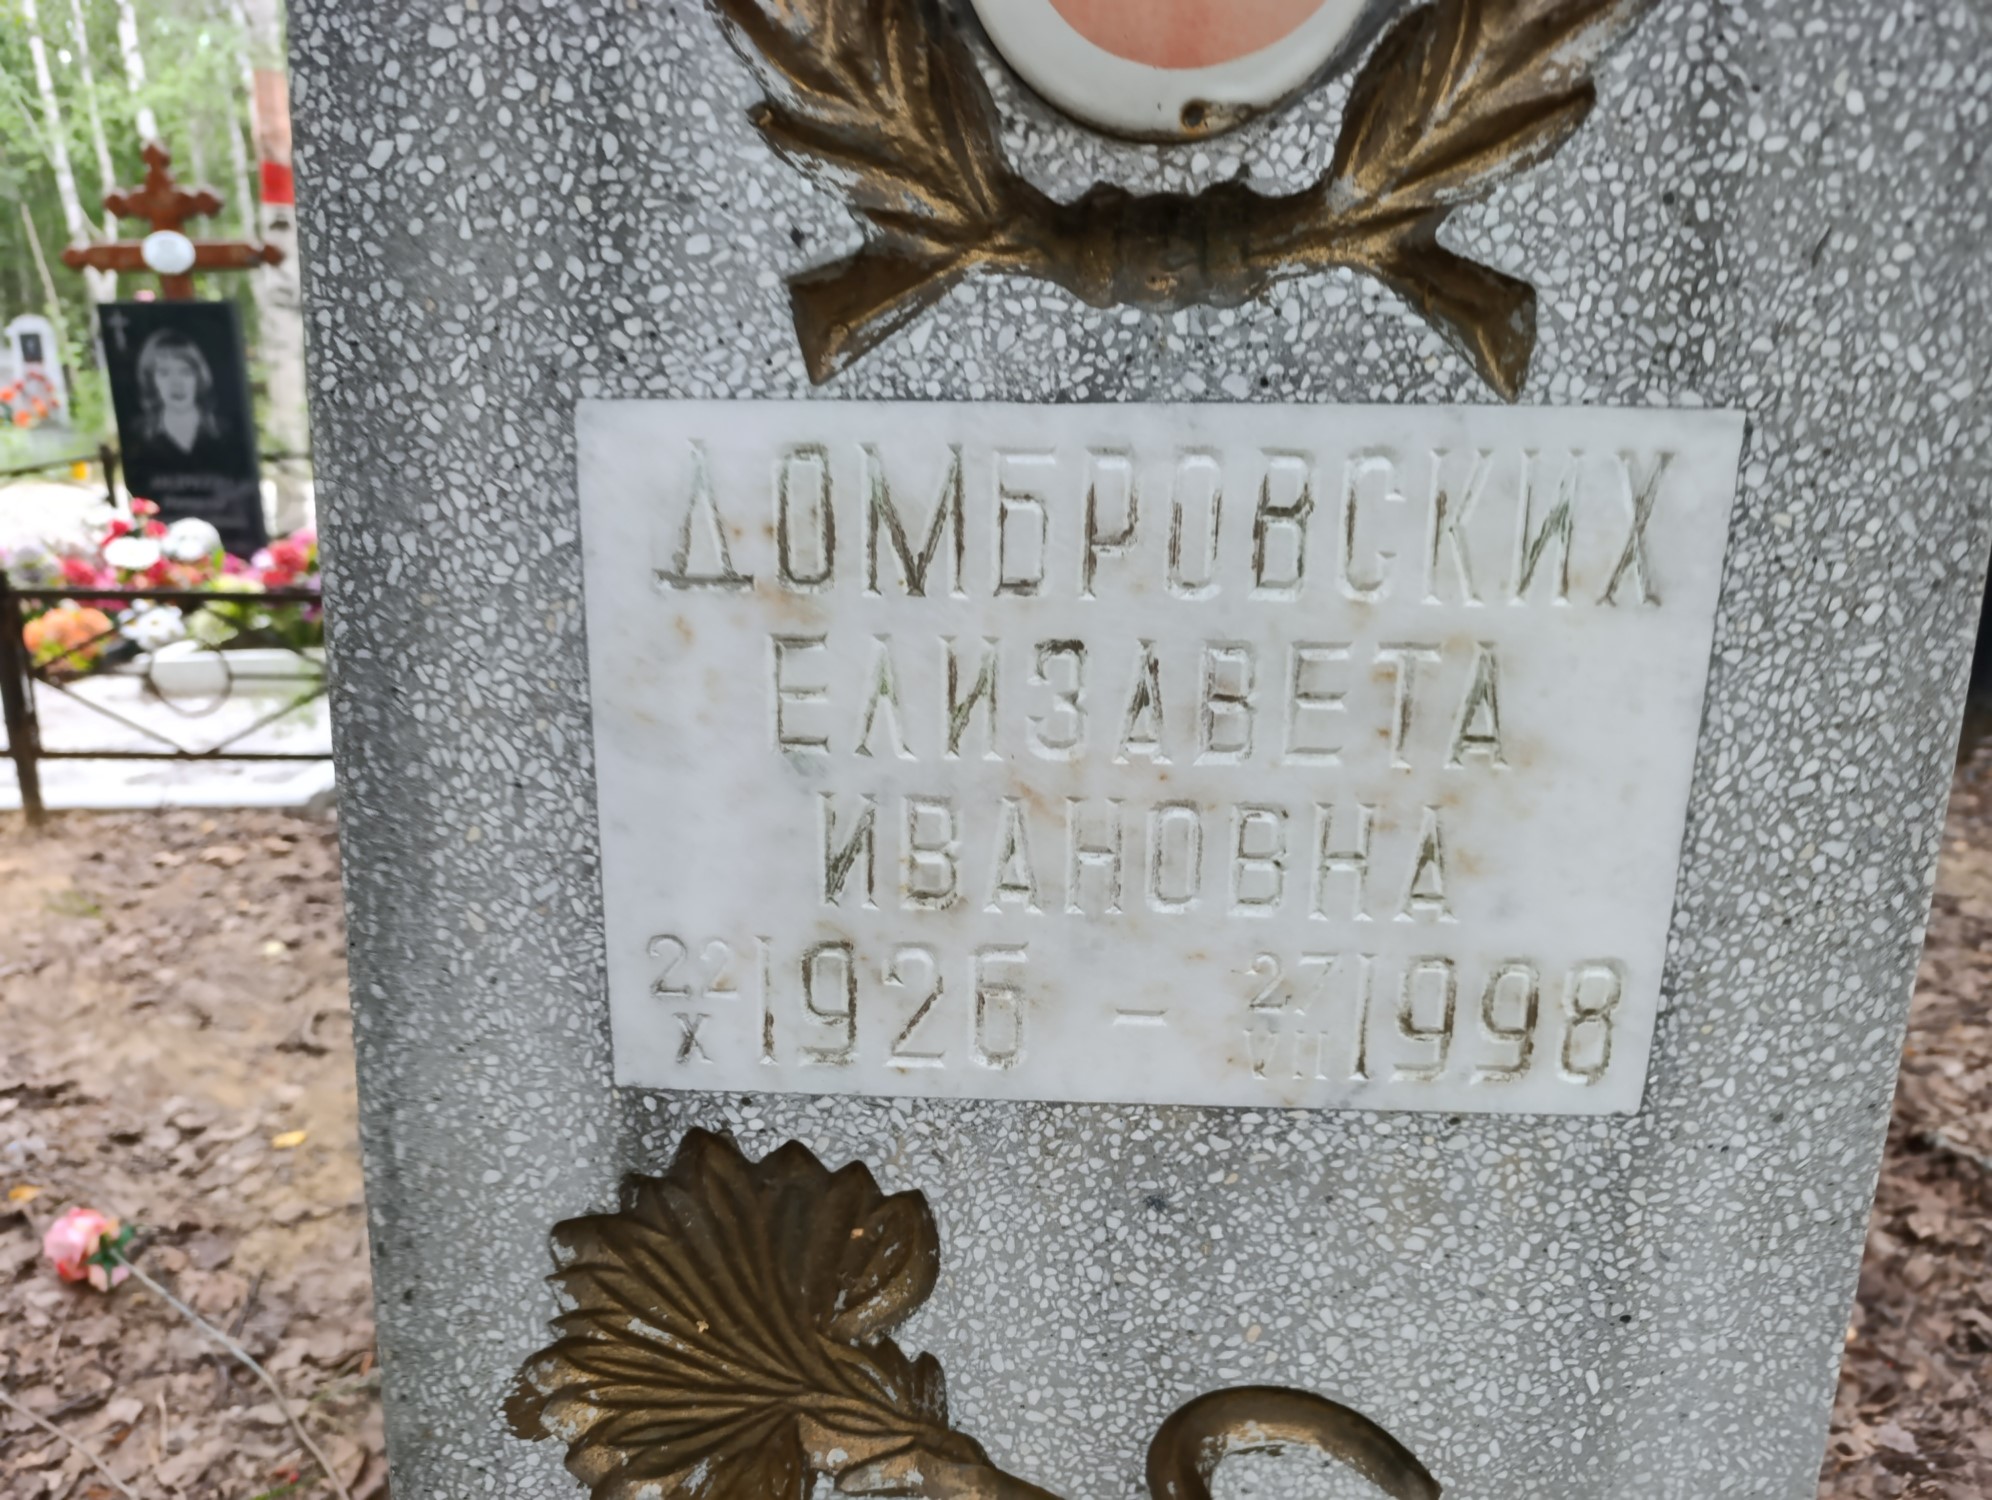 ДОМБРОВСКИХ
ЕЛИЗАВЕТА
ИВАНОВНА
22/X 1926 - 27/VII 1998